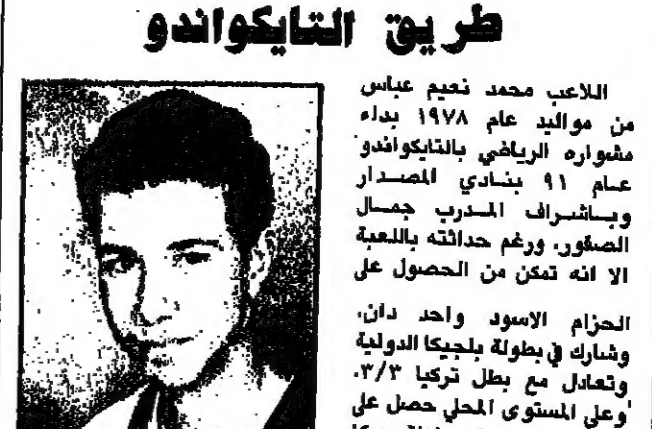 طريق التايكواندو
اللاعب محمد نعيم عباس
من مواليد عام ١٩٧٨ بداء
مشواره الرياضي بالتايكواندو
عام ٩١ بنادي المصدار
وباشراف المدرب جمال
الصقور، ورغم حداثته باللعبة
الا انه تمكن من الحصول على
الحزام الاسود واحد دان،
وشارك في بطولة بلجيكا الدولية
وتعادل مع بطل تركيا ٣/٣.
وعلى المستوى المحلي حصل على